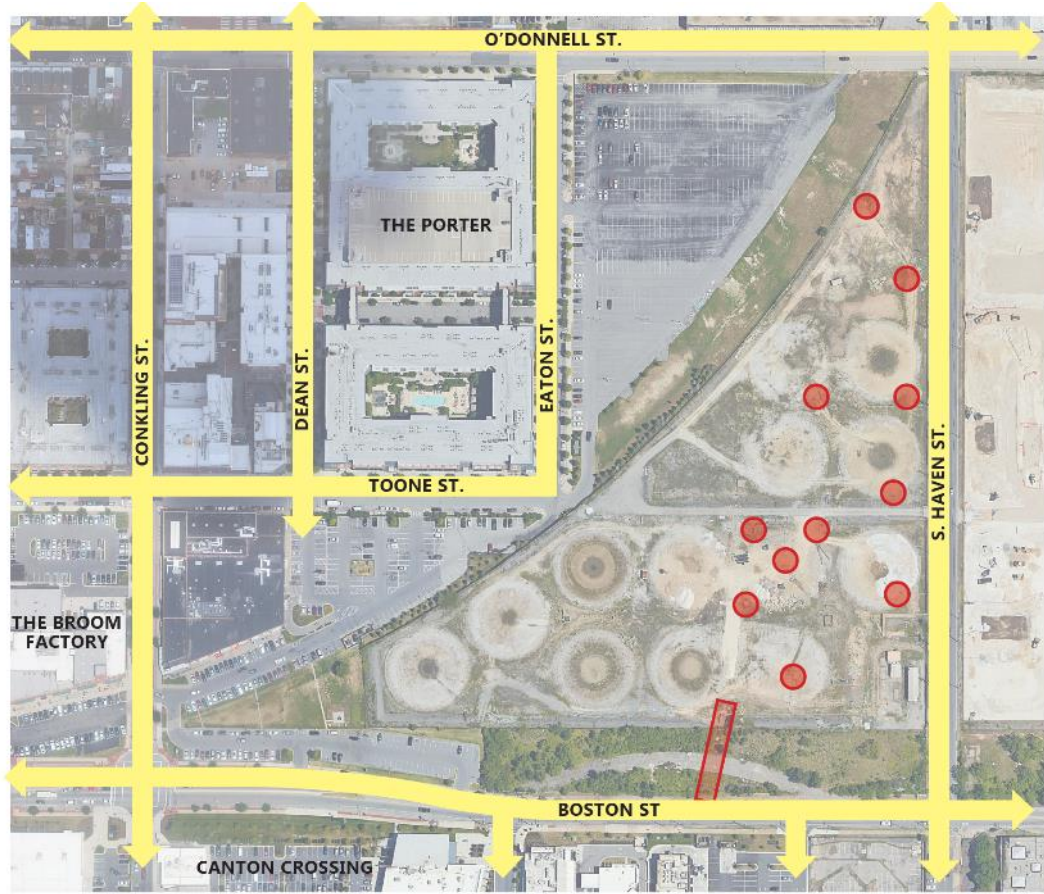 O'DONNELL ST.
THE PORTER
CONKLING ST.
DEAN ST.
EATON ST.
S. HAVEN ST.
TOONE ST.
THE BROOM
FACTORY
BOSTON ST
CANTON CROSSING